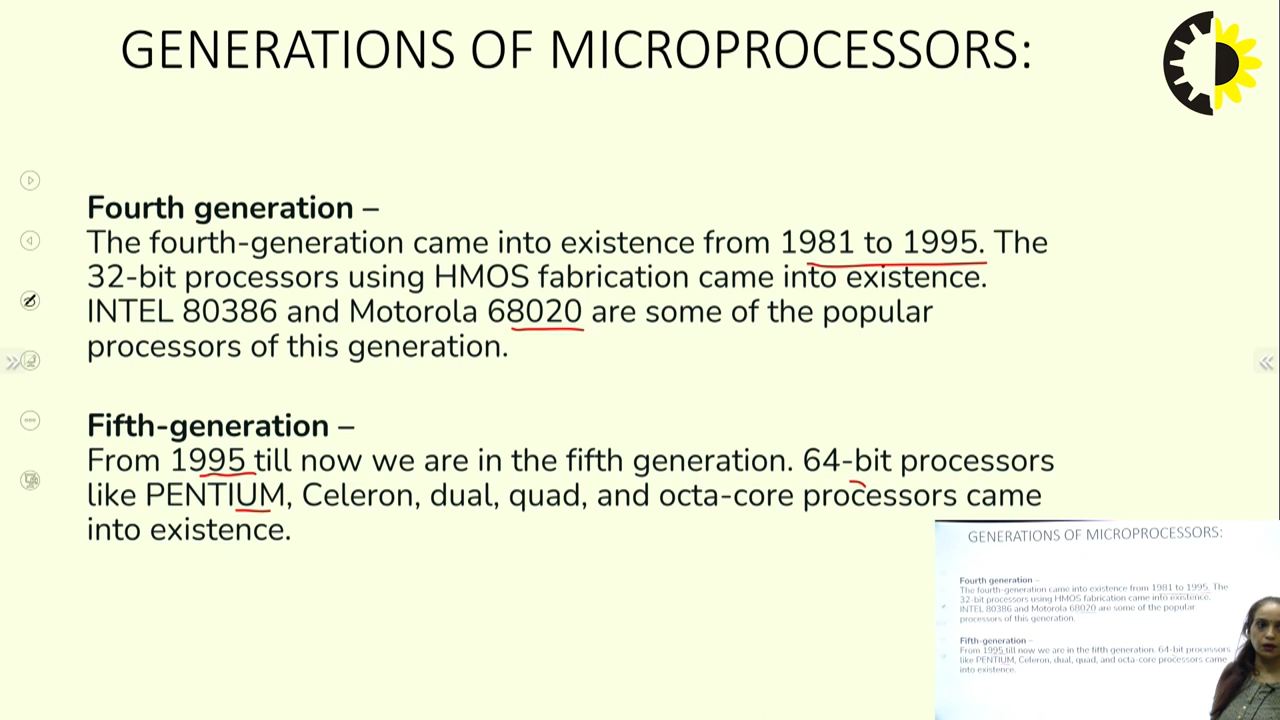 GENERATIONS OF MICROPROCESSORS:
Fourth generation –
The fourth-generation came into existence from 1981 to 1995. The
32-bit processors using HMOS fabrication came into existence.
INTEL 80386 and Motorola 68020 are some of the popular
processors of this generation.
Fifth-generation –
From 1995 till now we are in the fifth generation. 64-bit processors
like PENTIUM, Celeron, dual, quad, and octa-core processors came
into existence.
GENERATIONS OF MICROPROCESSORS:
Fourth generation –
The fourth-generation came into existence from 1981 to 1995. The
32-bit processors using HMOS fabrication came into existence.
INTEL 80386 and Motorola 68020 are some of the popular
processors of this generation.
Fifth-generation –
From 1995 till now we are in the fifth generation. 64-bit processors
like PENTIUM, Celeron, dual, quad, and octa-core processors came
into existence.